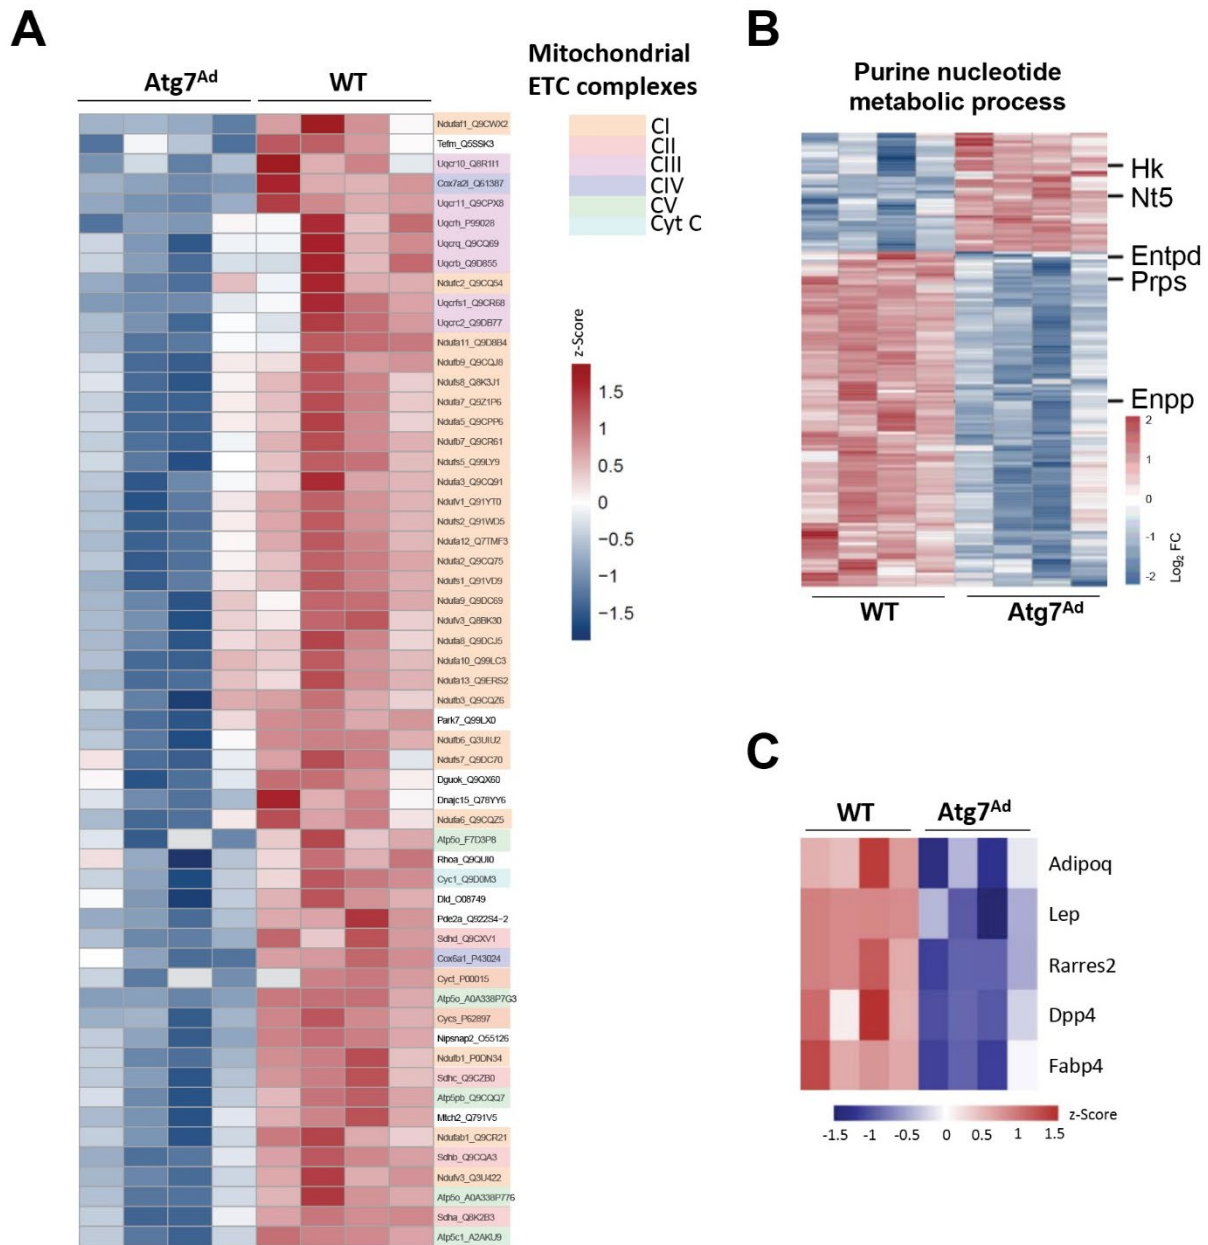 A
Atg7Ad
WT
Mitochondrial
ETC complexes
CI
CII
CIII
CIV
CV
Cyt C
z-Score
1.5
1
0.5
0
−0.5
−1
−1.5
Ndufaf1_Q9CWX2
Tefm_Q5SSK3
Uqcr10_Q8R1I1
Cox7a2l_Q61387
Uqcr11_Q9CPX8
Uqcrh_P99028
Uqcrq_Q9CQ69
Uqcrb_Q9D855
Ndufc2_Q9CQ54
Uqcrfs1_Q9CR68
Uqcrc2_Q9DB77
Ndufa11_Q9D8B4
Ndufb9_Q9CQJ8
Ndufs8_Q8K3J1
Ndufa7_Q9Z1P6
Ndufa5_Q9CPP6
Ndufb7_Q9CR61
Ndufs5_Q99LY9
Ndufa3_Q9CQ91
Ndufv1_Q91YT0
Ndufs2_Q91WD5
Ndufa12_Q7TMF3
Ndufa2_Q9CQ75
Ndufs1_Q91VD9
Ndufa9_Q9DC69
Ndufv3_Q8BK30
Ndufa8_Q9DCJ5
Ndufa10_Q99LC3
Ndufa13_Q9ERS2
Ndufb3_Q9CQZ6
Park7_Q99LX0
Ndufb6_Q3UIU2
Ndufs7_Q9DC70
Dguok_Q9QX60
Dnajc15_Q78YY6
Ndufa6_Q9CQZ5
Atp5o_F7D3P8
Rhoa_Q9QUI0
Cyc1_Q9D0M3
Dld_O08749
Pde2a_Q922S4−2
Sdhd_Q9CXV1
Cox6a1_P43024
Cyct_P00015
Atp5o_A0A338P7G3
Cycs_P62897
Nipsnap2_O55126
Ndufb1_P0DN34
Sdhc_Q9CZB0
Atp5pb_Q9CQQ7
Mtch2_Q791V5
Ndufab1_Q9CR21
Sdhb_Q9CQA3
Ndufv3_Q3U422
Atp5o_A0A338P776
Sdha_Q8K2B3
Atp5c1_A2AKU9
B
Purine nucleotide
metabolic process
Hk
Nt5
Entpd
Prps
Enpp
2
1
0
-1
-2
Log2 FC
WT
Atg7Ad
C
WT
Atg7Ad
Adipoq
Lep
Rarres2
Dpp4
Fabp4
z-Score
-1.5 -1 -0.5 0 0.5 1 1.5